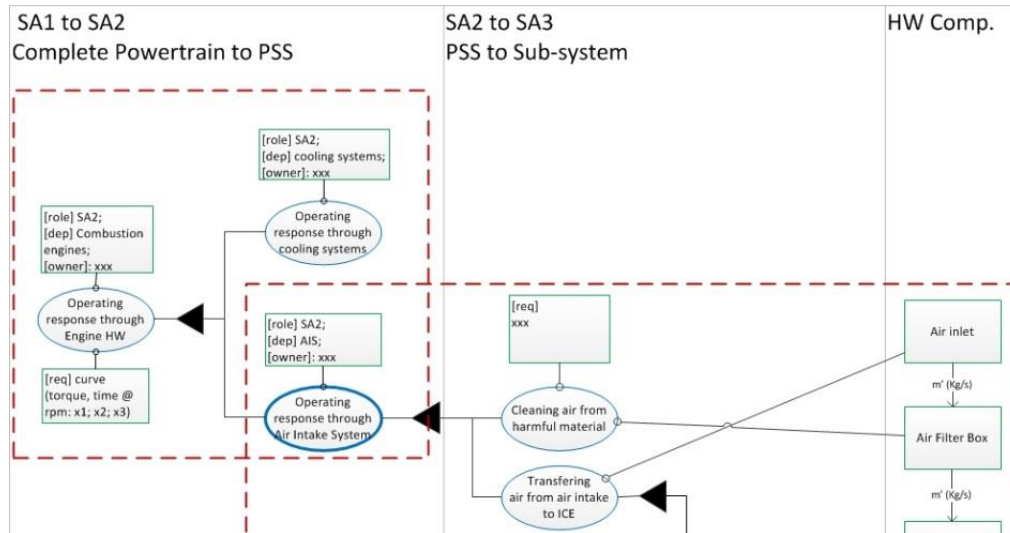 SA1 to SA2
Complete Powertrain to PSS
SA2 to SA3
PSS to Sub-system
HW Comp.
[role] SA2;
[dep] cooling systems;
[owner]: xxx
Operating
response through
cooling systems
[role] SA2;
[dep] Combustion
engines;
[owner]: xxx
Operating
response through
Engine HW
[req] curve
(torque, time @
rpm: x1; x2; x3)
[role] SA2;
[dep] AIS;
[owner]: xxx
Operating
response through
Air Intake System
[req]
xxx
Cleaning air from
harmful material
Transfering
air from air intake
to ICE
Air inlet
m' (Kg/s)
Air Filter Box
m' (Kg/s)